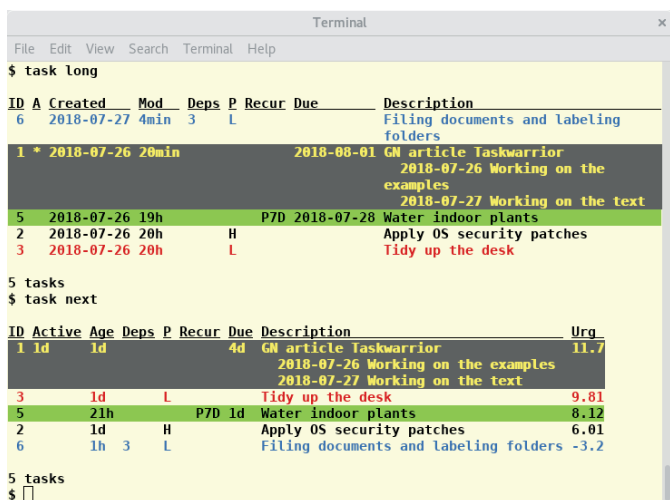 Terminal ×
File Edit View Search Terminal Help
$ task long
ID A Created Mod Deps P Recur Due Description
6 2018-07-27 4min 3 L Filing documents and labeling
folders
1 * 2018-07-26 20min 2018-08-01 GN article Taskwarrior
2018-07-26 Working on the
examples
2018-07-27 Working on the text
5 2018-07-26 19h P7D 2018-07-28 Water indoor plants
2 2018-07-26 20h H Apply OS security patches
3 2018-07-26 20h L Tidy up the desk
5 tasks
$ task next
ID Active Age Deps P Recur Due Description Urg
1 1d 1d 4d GN article Taskwarrior 11.7
2018-07-26 Working on the examples
2018-07-27 Working on the text
3 1d L Tidy up the desk 9.81
5 21h P7D 1d Water indoor plants 8.12
2 1d H Apply OS security patches 6.01
6 1h 3 L Filing documents and labeling folders -3.2
5 tasks
$